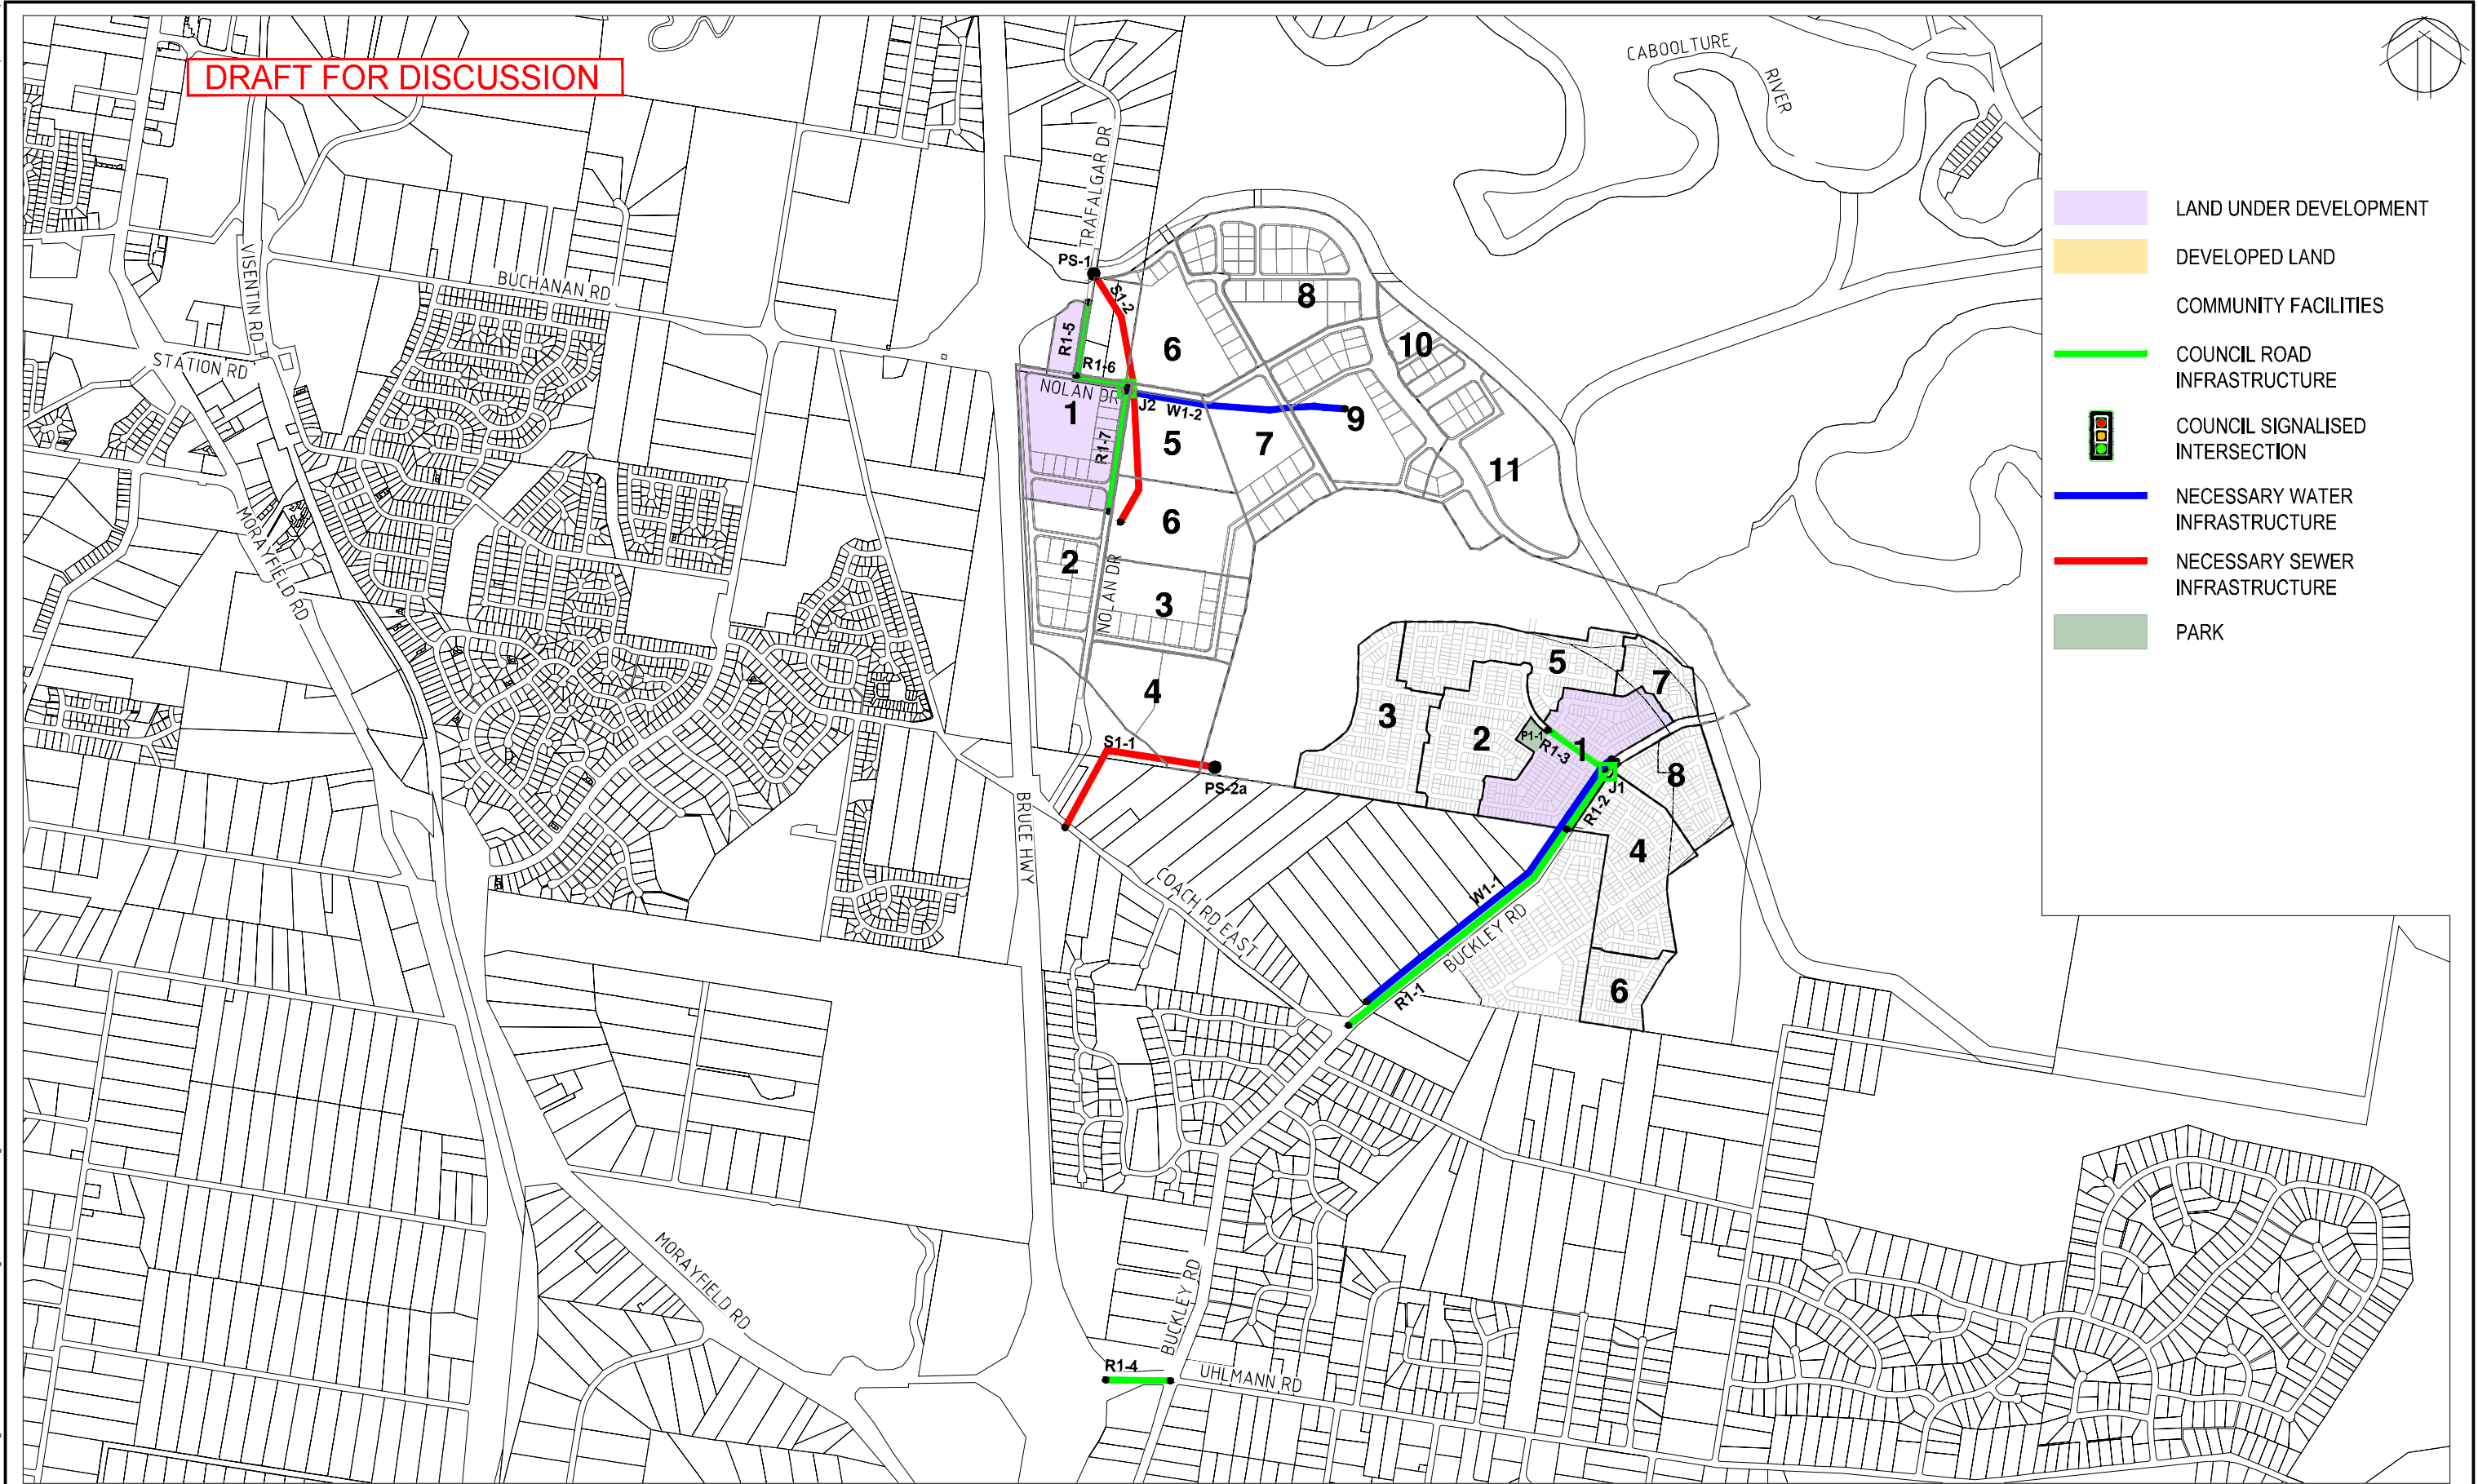 DRAFT FOR DISCUSSION
CABOOLTURE
RIVER
TRAFALGAR DR
VISENTIN RD
BUCHANAN RD
STATION RD
MORAYFIELD RD
PS-1
S1-2
R1-5
R1-6
NOLAN DR
J2
W1-2
R1-7
1
2
3
4
5
6
6
7
8
9
10
11
NOLAN DR
S1-1
PS-2a
BRUCE HWY
COACH RD EAST
1
2
3
4
5
6
7
8
P1-1
R1-3
J1
R1-2
W1-1
BUCKLEY RD
R1-1
MORAYFIELD RD
BUCKLEY RD
R1-4
UHLMANN RD
LAND UNDER DEVELOPMENT
DEVELOPED LAND
COMMUNITY FACILITIES
COUNCIL ROAD
INFRASTRUCTURE
COUNCIL SIGNALISED
INTERSECTION
NECESSARY WATER
INFRASTRUCTURE
NECESSARY SEWER
INFRASTRUCTURE
PARK